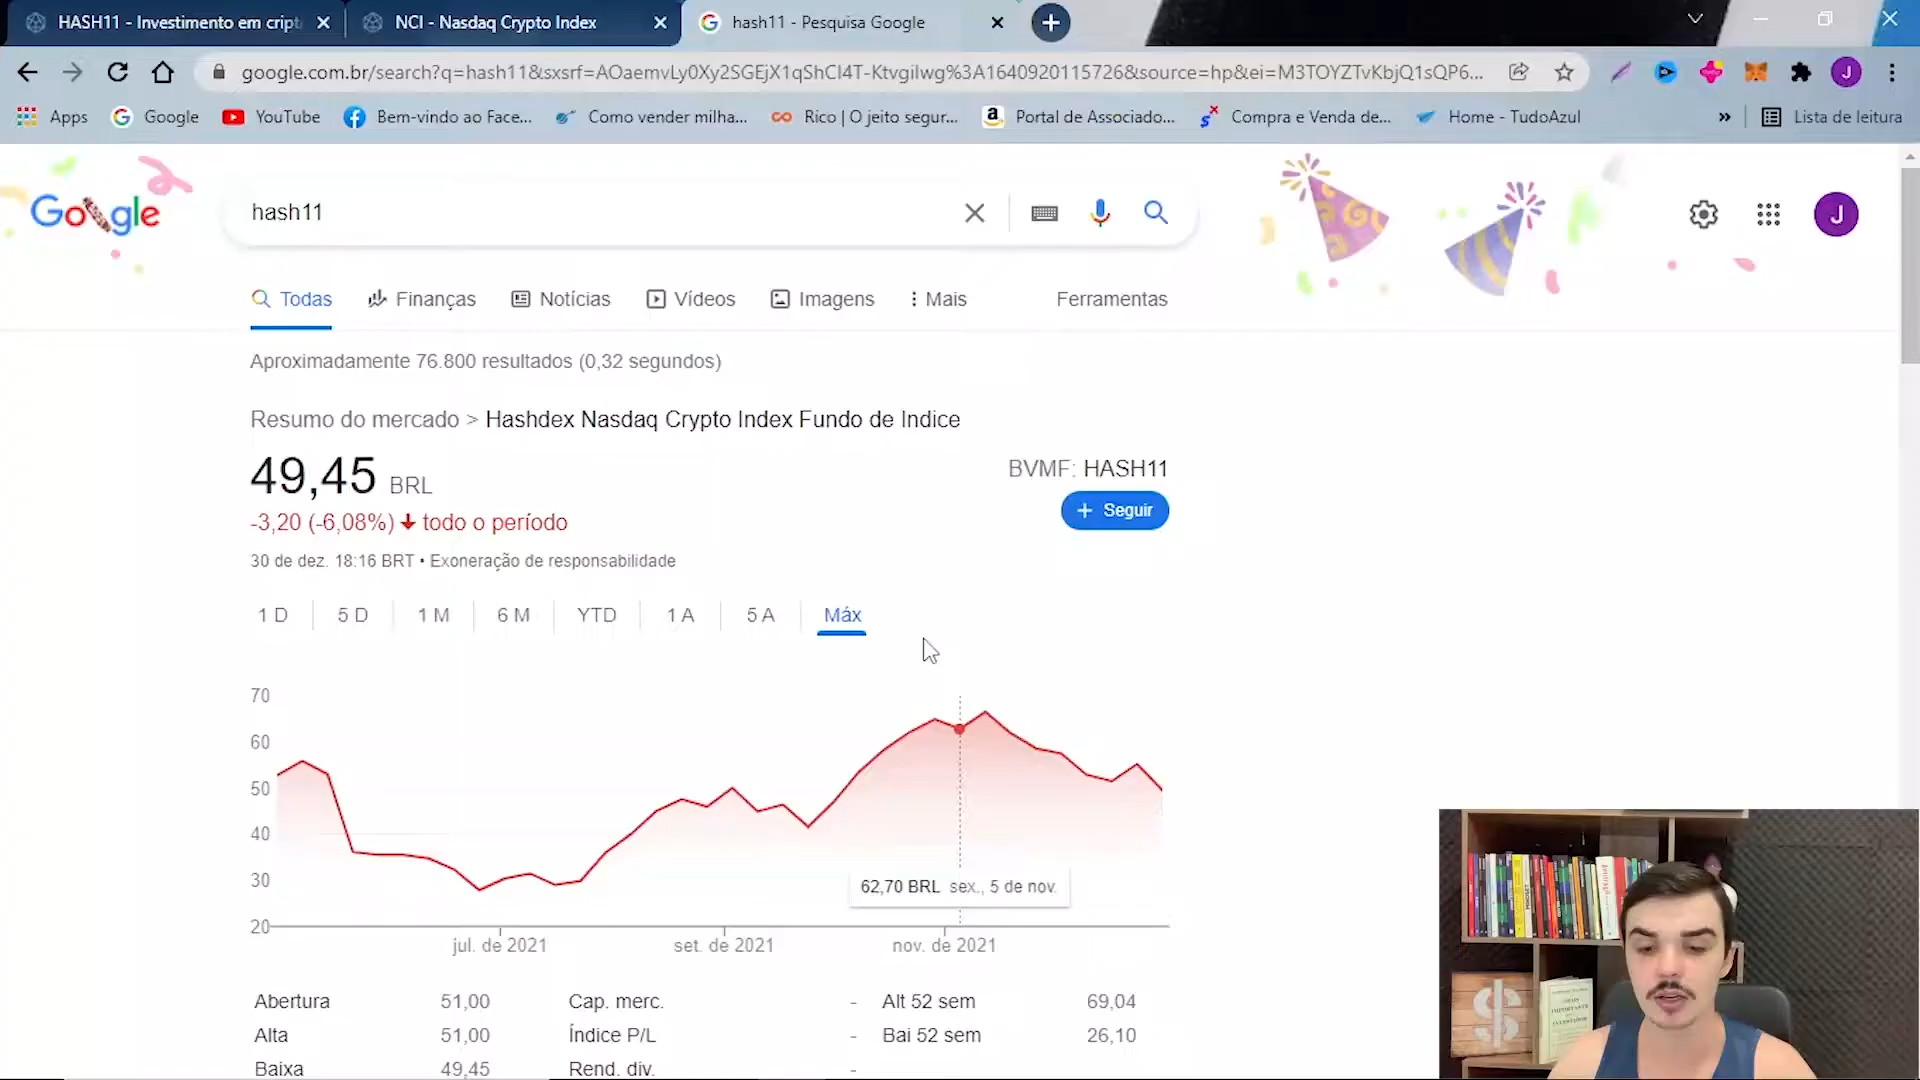 HASH11 - Investimento em cript
NCI - Nasdaq Crypto Index
hash11 - Pesquisa Google
google.com.br/search?q=hash11&sxsrf=AOaemvLy0Xy2SGEjX1qShCI4T-Ktvgilwg%3A1640920115726&source=hp&ei=M3TOYZTvKbjQ1sQP6...
J
Apps
Google
YouTube
Bem-vindo ao Face...
Como vender milha...
Rico | O jeito segur...
Portal de Associado...
Compra e Venda de...
Home - TudoAzul
»
Lista de leitura
Google
hash11
J
Todas
Finanças
Notícias
Vídeos
Imagens
Mais
Ferramentas
Aproximadamente 76.800 resultados (0,32 segundos)
Resumo do mercado > Hashdex Nasdaq Crypto Index Fundo de Indice
49,45 BRL
BVMF: HASH11
-3,20 (-6,08%) todo o período
+ Seguir
30 de dez. 18:16 BRT • Exoneração de responsabilidade
1 D
5 D
1 M
6 M
YTD
1 A
5 A
Máx
70
60
50
40
30
20
62,70 BRL sex., 5 de nov.
jul. de 2021
set. de 2021
nov. de 2021
Abertura 51,00 Cap. merc. - Alt 52 sem 69,04
Alta 51,00 Índice P/L - Bai 52 sem 26,10
Baixa 49,45 Rend. div. -
$